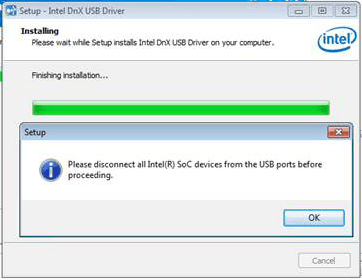 Setup - Intel DnX USB Driver
Installing
Please wait while Setup installs Intel DnX USB Driver on your computer.
intel
Finishing installation...
Setup
Please disconnect all Intel(R) SoC devices from the USB ports before
proceeding.
OK
Cancel